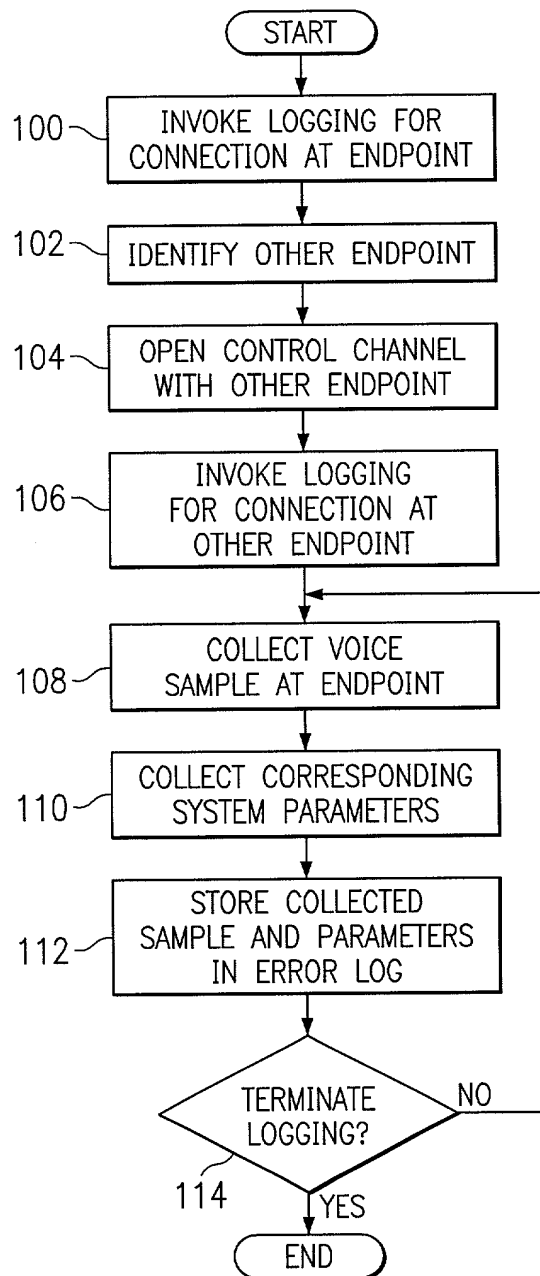 START
100
INVOKE LOGGING FOR
CONNECTION AT ENDPOINT
102
IDENTIFY OTHER ENDPOINT
104
OPEN CONTROL CHANNEL
WITH OTHER ENDPOINT
106
INVOKE LOGGING
FOR CONNECTION AT
OTHER ENDPOINT
108
COLLECT VOICE
SAMPLE AT ENDPOINT
110
COLLECT CORRESPONDING
SYSTEM PARAMETERS
112
STORE COLLECTED
SAMPLE AND PARAMETERS
IN ERROR LOG
TERMINATE
LOGGING?
NO
114
YES
END